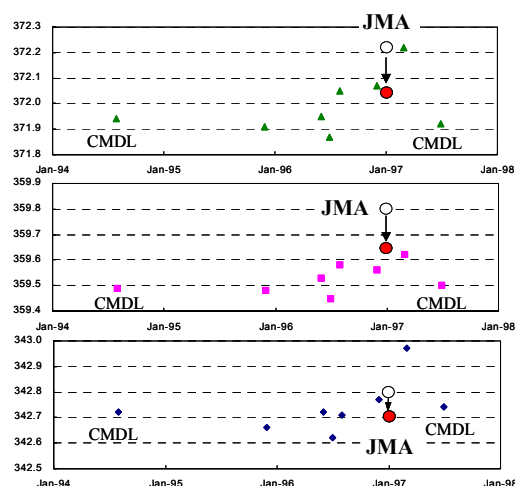 372.3
JMA
372.2
372.1
372.0
371.9
CMDL CMDL
371.8
Jan-94 Jan-95 Jan-96 Jan-97 Jan-98
359.9
359.8
JMA
359.7
359.6
359.5
CMDL CMDL
359.4
Jan-94 Jan-95 Jan-96 Jan-97 Jan-98
343.0
342.9
342.8
342.7
CMDL CMDL
342.6
JMA
342.5
Jan-94 Jan-95 Jan-96 Jan-97 Jan-98